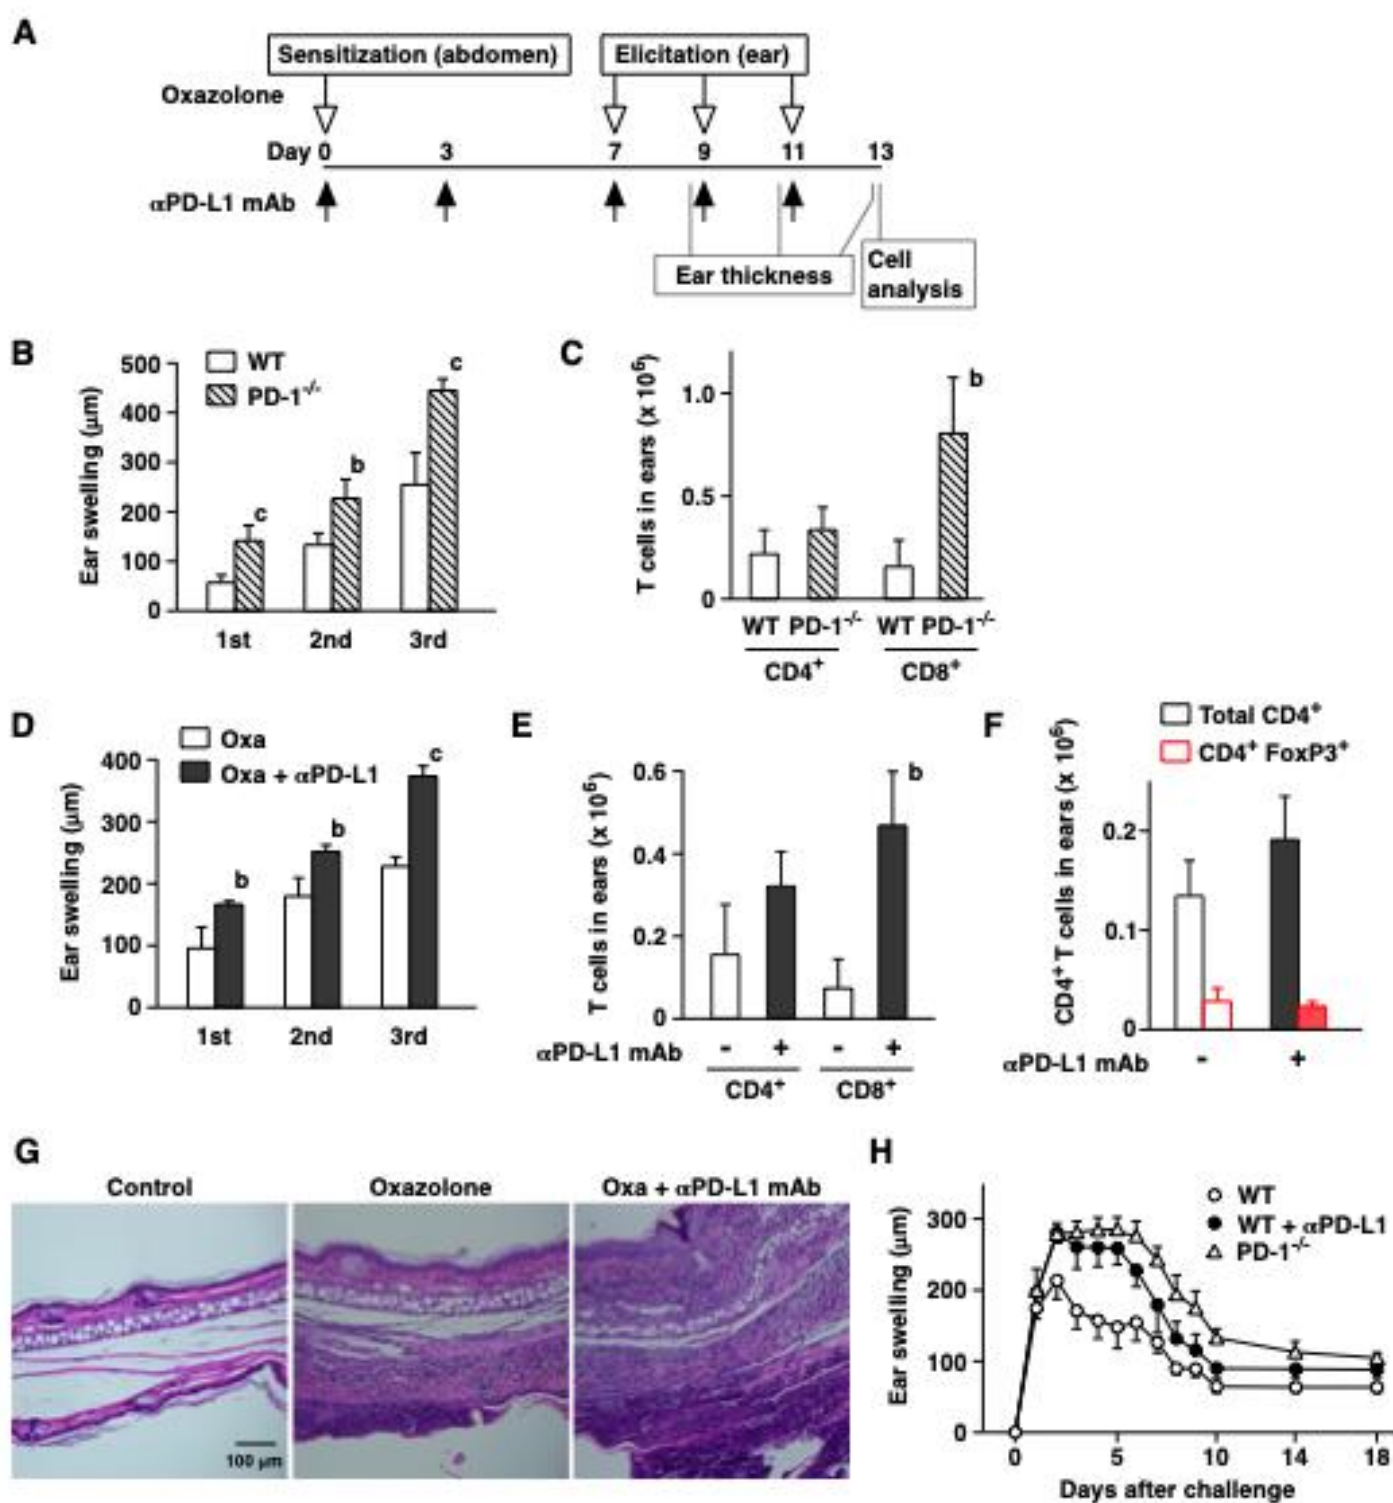 A
Sensitization (abdomen)
Elicitation (ear)
Oxazolone
Day 0 3 7 9 11 13
αPD-L1 mAb
Ear thickness
Cell
analysis
B
WT
PD-1-/-
Ear swelling (µm)
500
400
300
200
100
0
c
b
c
1st 2nd 3rd
C
T cells in ears (x 10⁶)
1.0
0.5
0
b
WT PD-1-/- WT PD-1-/-
CD4⁺ CD8⁺
D
Oxa
Oxa + αPD-L1
Ear swelling (µm)
400
300
200
100
0
b
b
c
1st 2nd 3rd
E
T cells in ears (x 10⁶)
0.6
0.4
0.2
0
b
αPD-L1 mAb - + - +
CD4⁺ CD8⁺
F
Total CD4⁺
CD4⁺ FoxP3⁺
CD4⁺ T cells in ears (x 10⁶)
0.2
0.1
0
αPD-L1 mAb - +
G
Control Oxazolone Oxa + αPD-L1 mAb
100 µm
H
WT
WT + αPD-L1
PD-1-/-
Ear swelling (µm)
300
200
100
0
0 5 10 14 18
Days after challenge